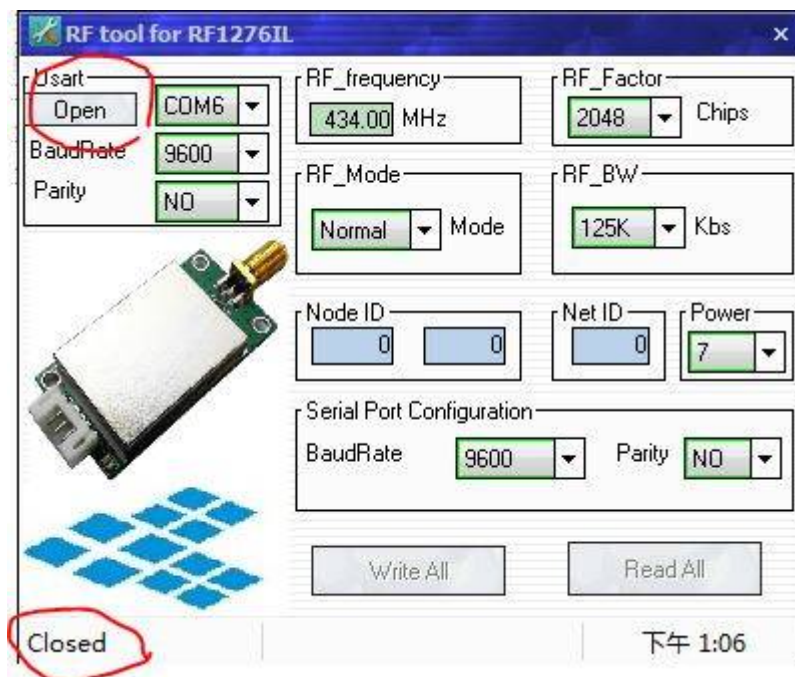 RF tool for RF1276IL
Usart
Open COM6
BaudRate 9600
Parity NO
RF_frequency
434.00 MHz
RF_Factor
2048 Chips
RF_Mode
Normal Mode
RF_BW
125K Kbs
Node ID
0 0
Net ID
0
Power
7
Serial Port Configuration
BaudRate 9600 Parity NO
Write All Read All
Closed 下午 1:06